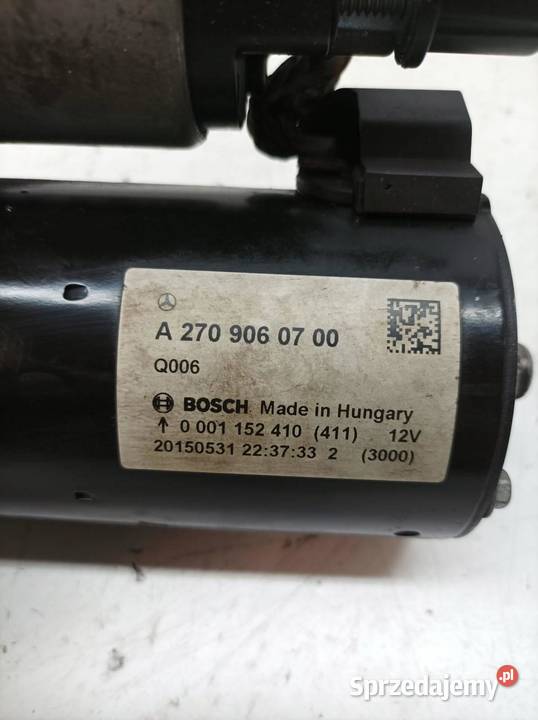 A 270 906 07 00
Q006
BOSCH Made in Hungary
↑ 0 001 152 410 (411) 12V
20150531 22:37:33 2 (3000)
Sprzedajemy.pl